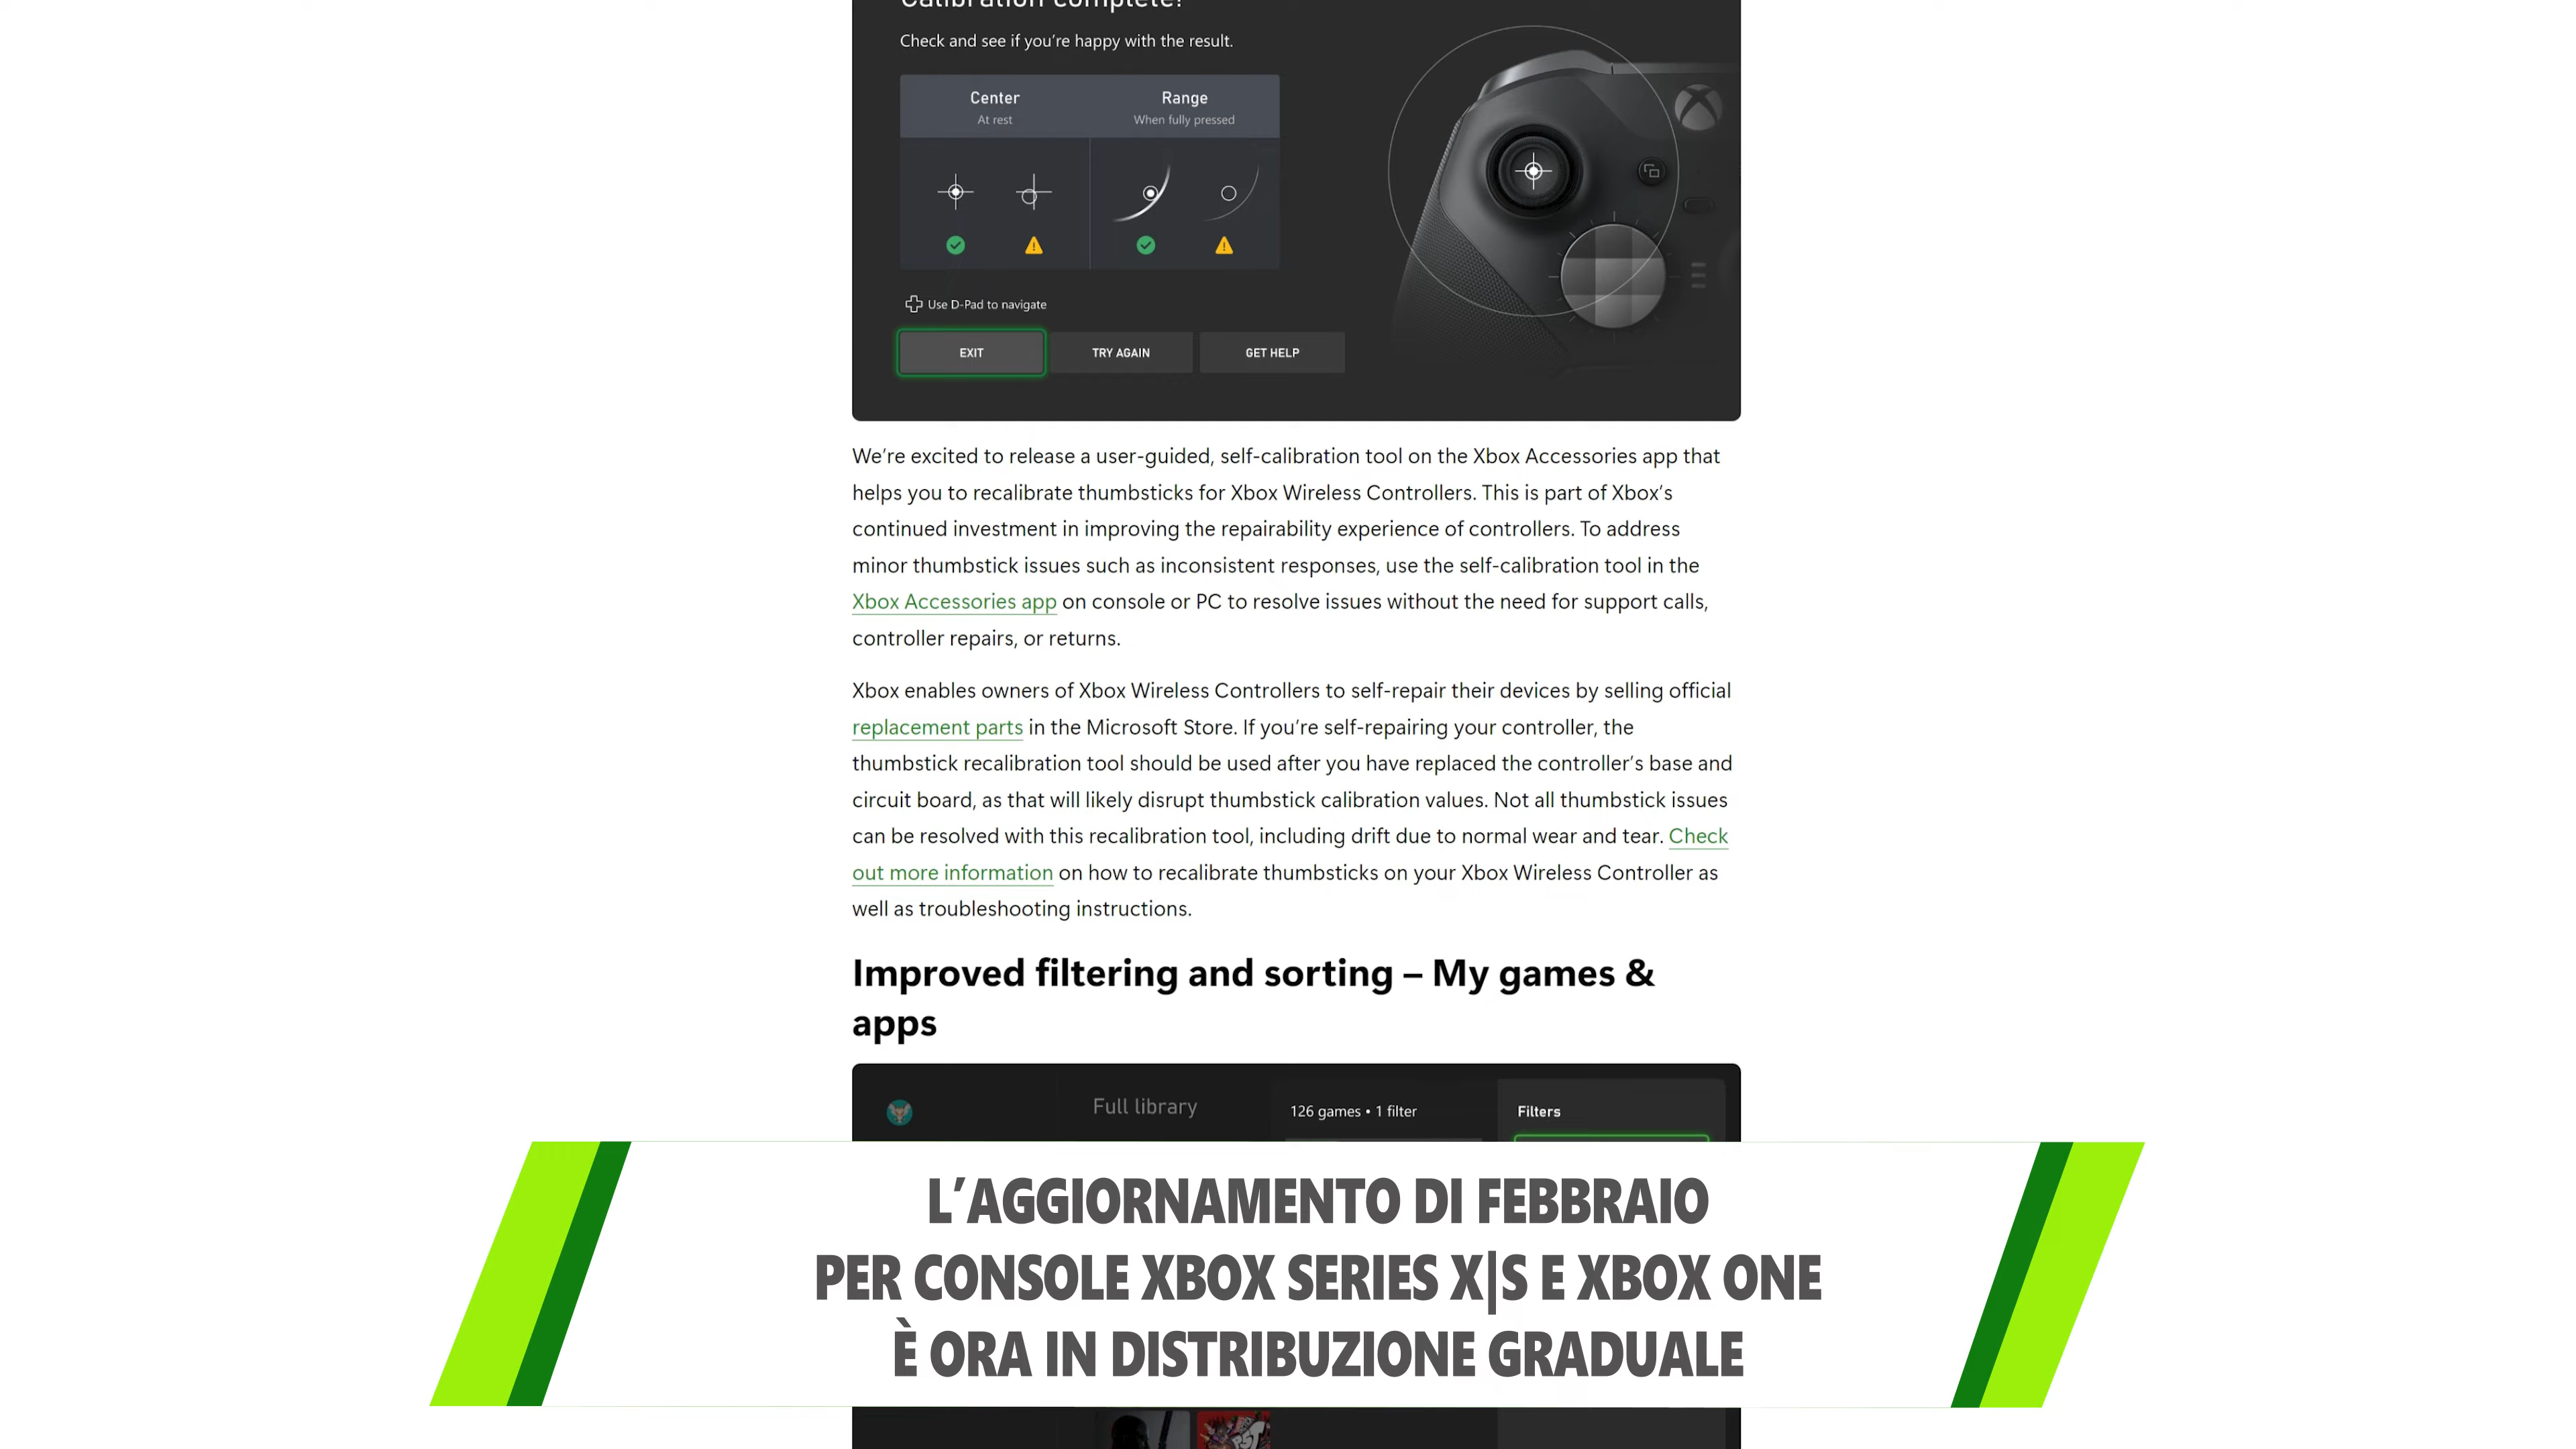 Calibration complete!
Check and see if you're happy with the result.
Center
Range
At rest
When fully pressed
Use D-Pad to navigate
EXIT
TRY AGAIN
GET HELP
We're excited to release a user-guided, self-calibration tool on the Xbox Accessories app that
helps you to recalibrate thumbsticks for Xbox Wireless Controllers. This is part of Xbox's
continued investment in improving the repairability experience of controllers. To address
minor thumbstick issues such as inconsistent responses, use the self-calibration tool in the
Xbox Accessories app on console or PC to resolve issues without the need for support calls,
controller repairs, or returns.
Xbox enables owners of Xbox Wireless Controllers to self-repair their devices by selling official
replacement parts in the Microsoft Store. If you're self-repairing your controller, the
thumbstick recalibration tool should be used after you have replaced the controller's base and
circuit board, as that will likely disrupt thumbstick calibration values. Not all thumbstick issues
can be resolved with this recalibration tool, including drift due to normal wear and tear. Check
out more information on how to recalibrate thumbsticks on your Xbox Wireless Controller as
well as troubleshooting instructions.
Improved filtering and sorting – My games &
apps
Full library
126 games • 1 filter
Filters
L'AGGIORNAMENTO DI FEBBRAIO
PER CONSOLE XBOX SERIES X|S E XBOX ONE
È ORA IN DISTRIBUZIONE GRADUALE